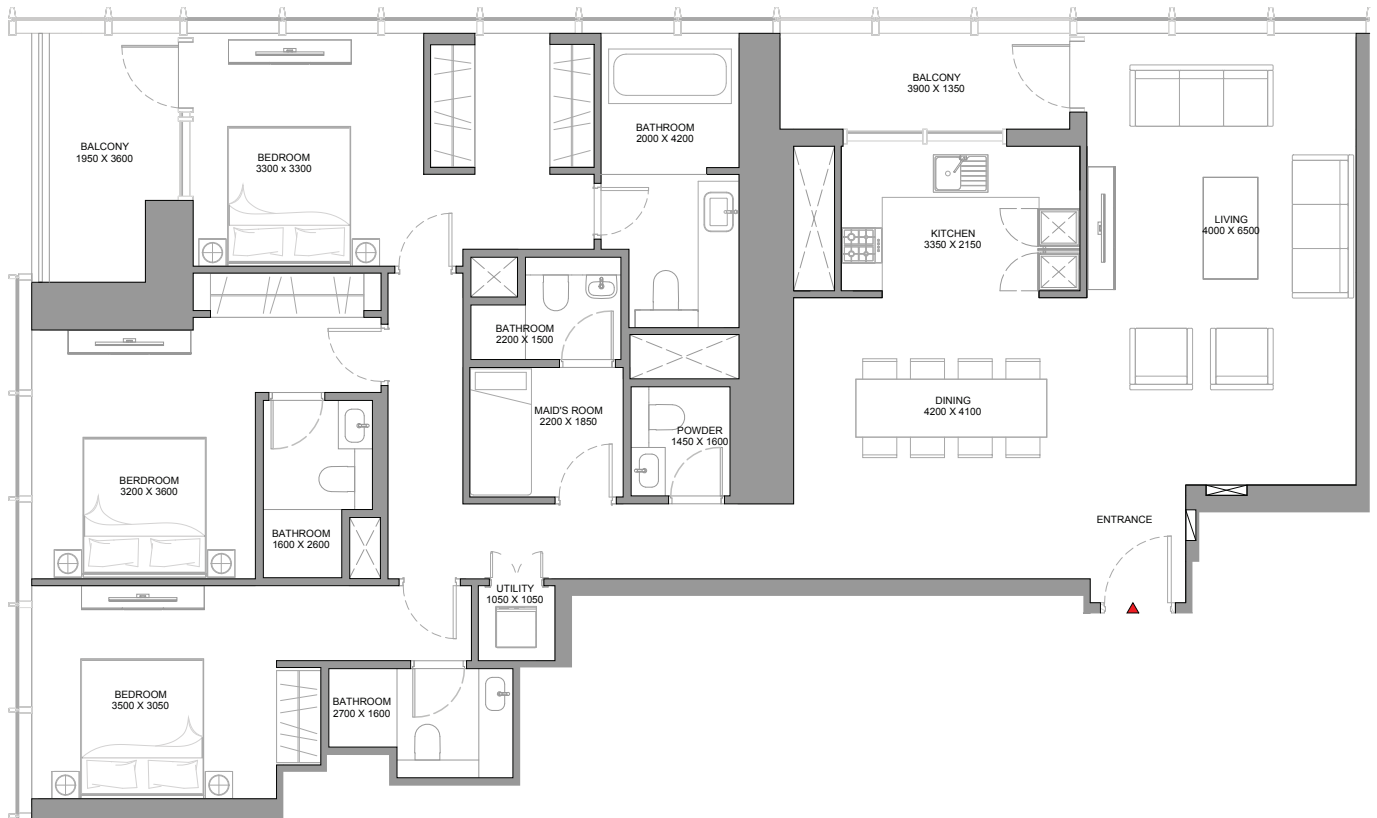 BALCONY
3900 X 1350
BATHROOM
2000 X 4200
BALCONY
1950 X 3600
BEDROOM
3300 x 3300
LIVING
4000 X 6500
KITCHEN
3350 X 2150
BATHROOM
2200 X 1500
MAID'S ROOM
2200 X 1850
DINING
4200 X 4100
POWDER
1450 X 1600
BERDROOM
3200 X 3600
ENTRANCE
BATHROOM
1600 X 2600
UTILITY
1050 X 1050
BEDROOM
3500 X 3050
BATHROOM
2700 X 1600